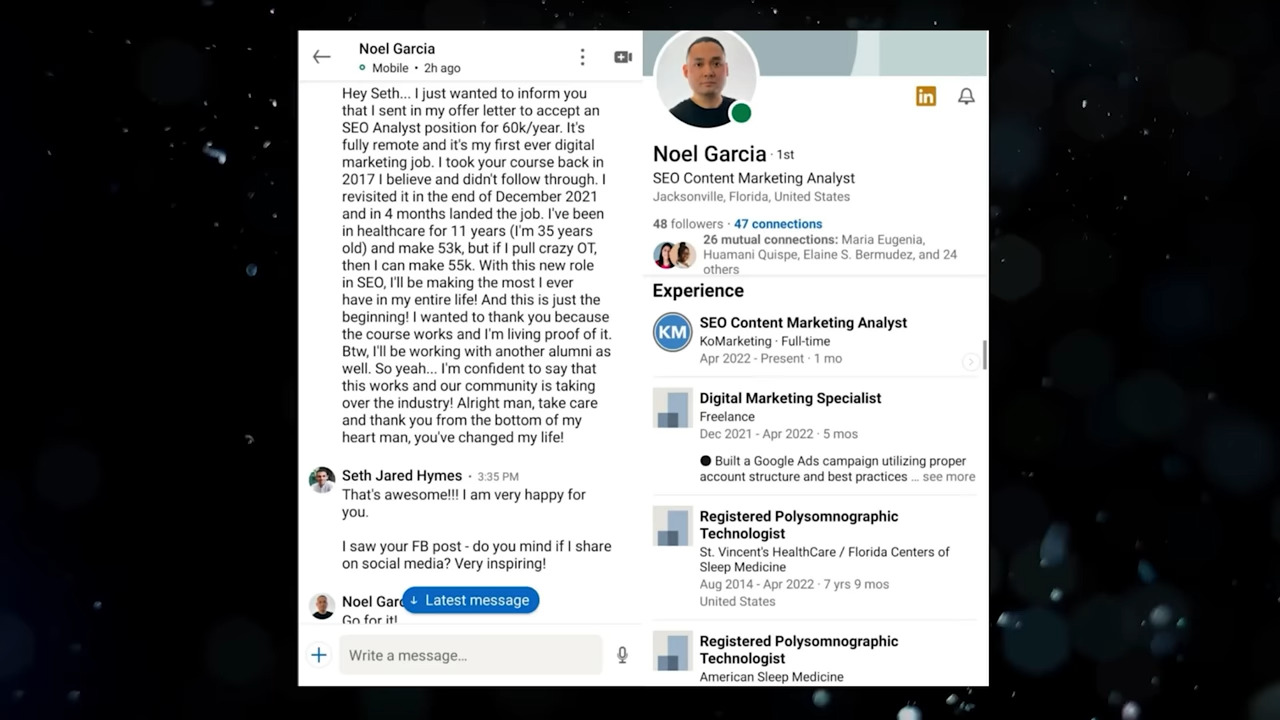 Noel Garcia
Mobile • 2h ago
Hey Seth... I just wanted to inform you
that I sent in my offer letter to accept an
SEO Analyst position for 60k/year. It's
fully remote and it's my first ever digital
marketing job. I took your course back in
2017 I believe and didn't follow through. I
revisited it in the end of December 2021
and in 4 months landed the job. I've been
in healthcare for 11 years (I'm 35 years
old) and make 53k, but if I pull crazy OT,
then I can make 55k. With this new role
in SEO, I'll be making the most I ever
have in my entire life! And this is just the
beginning! I wanted to thank you because
the course works and I'm living proof of it.
Btw, I'll be working with another alumni as
well. So yeah... I'm confident to say that
this works and our community is taking
over the industry! Alright man, take care
and thank you from the bottom of my
heart man, you've changed my life!
Seth Jared Hymes • 3:35 PM
That's awesome!!! I am very happy for
you.
I saw your FB post - do you mind if I share
on social media? Very inspiring!
Noel Garc
↓ Latest message
Go for it!
Write a message...
in
Noel Garcia · 1st
SEO Content Marketing Analyst
Jacksonville, Florida, United States
48 followers · 47 connections
26 mutual connections: Maria Eugenia,
Huamani Quispe, Elaine S. Bermudez, and 24
others
Experience
KM
SEO Content Marketing Analyst
KoMarketing · Full-time
Apr 2022 - Present · 1 mo
Digital Marketing Specialist
Freelance
Dec 2021 - Apr 2022 · 5 mos
● Built a Google Ads campaign utilizing proper
account structure and best practices ... see more
Registered Polysomnographic
Technologist
St. Vincent's HealthCare / Florida Centers of
Sleep Medicine
Aug 2014 - Apr 2022 · 7 yrs 9 mos
United States
Registered Polysomnographic
Technologist
American Sleep Medicine